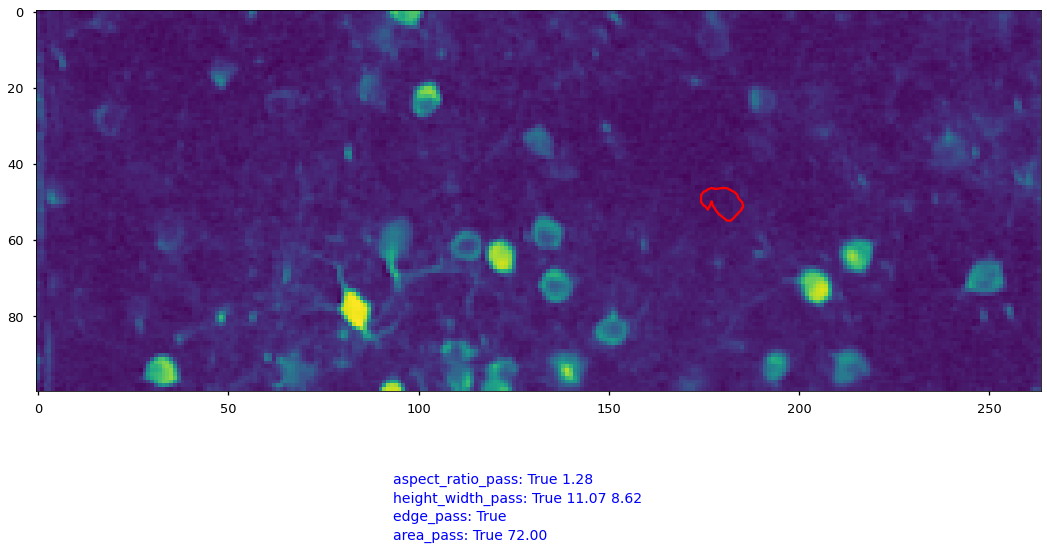 0
20
40
60
80
0 50 100 150 200 250
aspect_ratio_pass: True 1.28
height_width_pass: True 11.07 8.62
edge_pass: True
area_pass: True 72.00